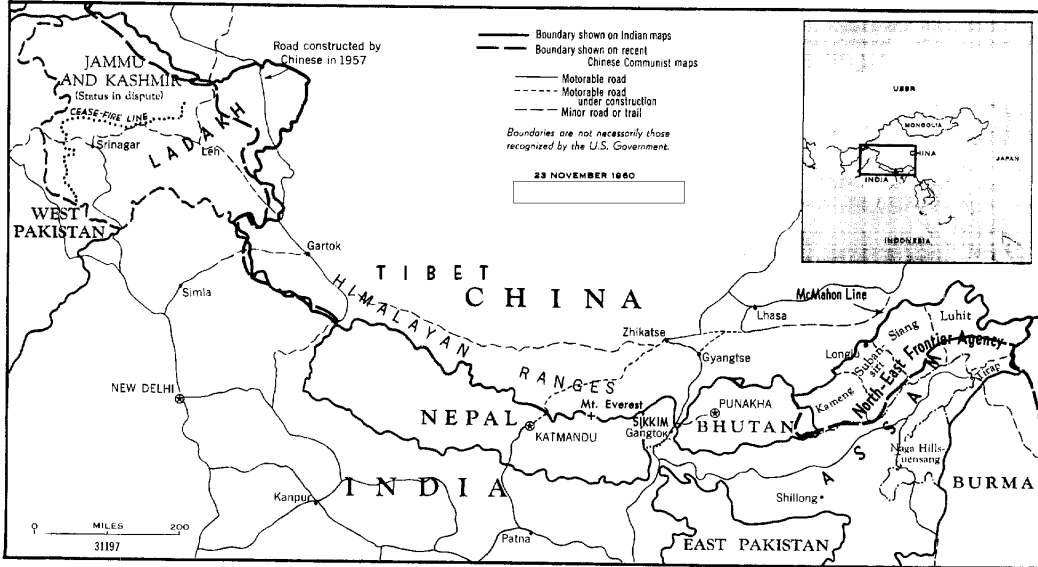 Boundary shown on Indian maps
Boundary shown on recent
Chinese Communist maps
Motorable road
Motorable road
under construction
Minor road or trail
Boundaries are not necessarily those
recognized by the U.S. Government.
23 NOVEMBER 1960
Road constructed by
Chinese in 1957
JAMMU
AND KASHMIR
(Status in dispute)
CEASE-FIRE LINE
Srinagar
LADAKH
Leh
WEST
PAKISTAN
Gartok
Simla
TIBET
CHINA
HIMALAYAN
RANGES
USSR
MONGOLIA
CHINA
JAPAN
INDIA
INDONESIA
McMahon Line
Lhasa
Zhikatse
Gyangtse
Longju
Luhit
Siang
Suban
siri
Kameng
North-East Frontier Agency
Tirap
NEW DELHI
NEPAL
Mt. Everest
KATMANDU
SIKKIM
Gangtok
PUNAKHA
BHUTAN
ASSAM
Naga Hills-
uensang
BURMA
INDIA
Kanpur
Shillong
Patna
EAST PAKISTAN
0 MILES 200
31197